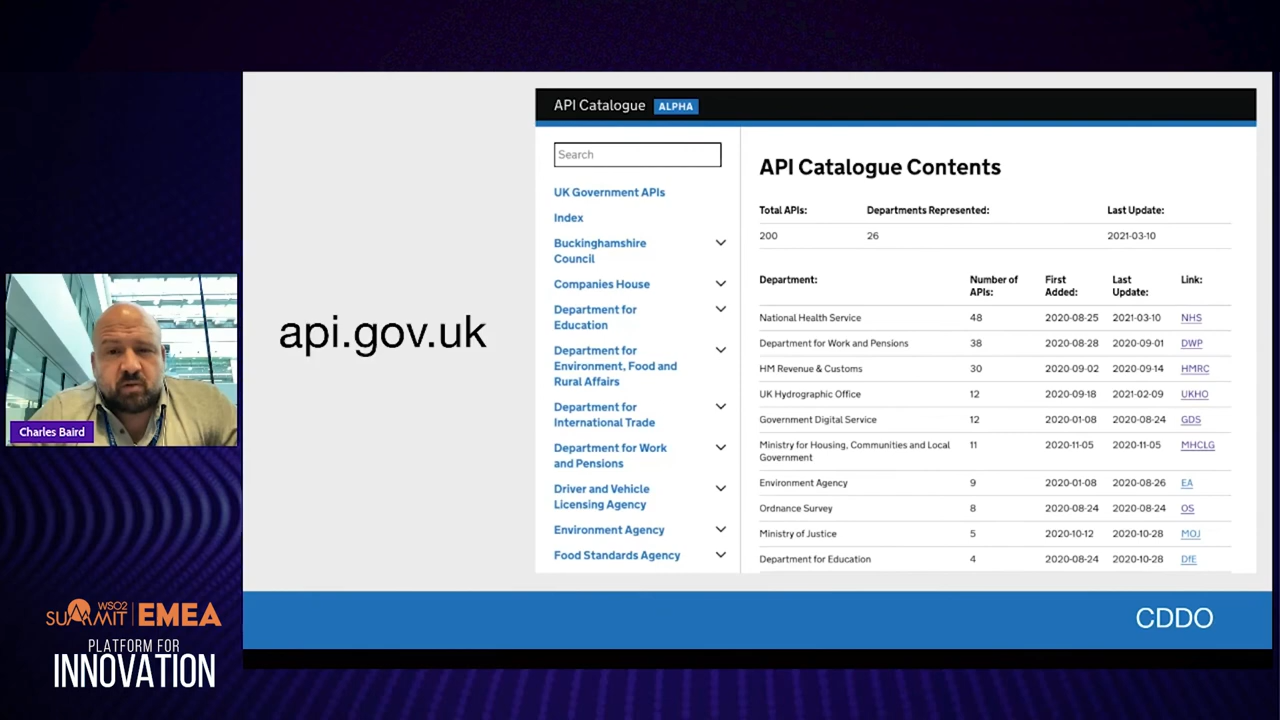 API Catalogue ALPHA
Search
UK Government APIs
Index
Buckinghamshire
Council
Companies House
Department for
Education
Department for
Environment, Food and
Rural Affairs
Department for
International Trade
Department for Work
and Pensions
Driver and Vehicle
Licensing Agency
Environment Agency
Food Standards Agency
API Catalogue Contents
Total APIs: Departments Represented: Last Update:
200 26 2021-03-10
Department: Number of APIs: First Added: Last Update: Link:
National Health Service 48 2020-08-25 2021-03-10 NHS
Department for Work and Pensions 38 2020-08-28 2020-09-01 DWP
HM Revenue & Customs 30 2020-09-02 2020-09-14 HMRC
UK Hydrographic Office 12 2020-09-18 2021-02-09 UKHO
Government Digital Service 12 2020-01-08 2020-08-24 GDS
Ministry for Housing, Communities and Local Government 11 2020-11-05 2020-11-05 MHCLG
Environment Agency 9 2020-01-08 2020-08-26 EA
Ordnance Survey 8 2020-08-24 2020-08-24 OS
Ministry of Justice 5 2020-10-12 2020-10-28 MOJ
Department for Education 4 2020-08-24 2020-10-28 DfE
api.gov.uk
Charles Baird
CDDO
WSO2
SUMMIT EMEA
PLATFORM FOR
INNOVATION